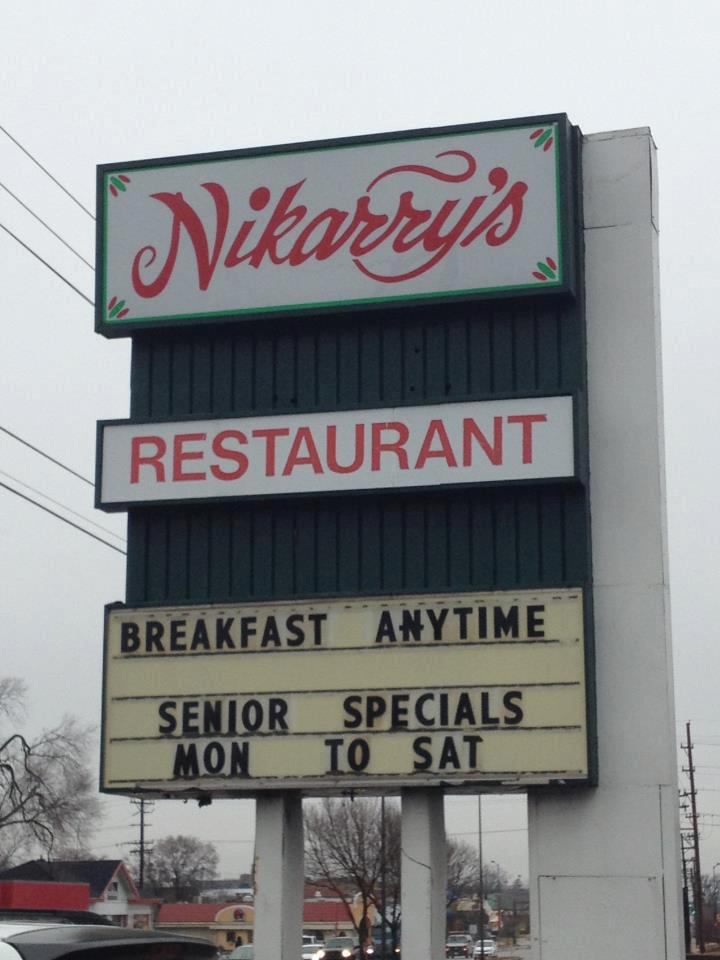 Nikarry's
RESTAURANT
BREAKFAST ANYTIME
SENIOR SPECIALS
MON TO SAT